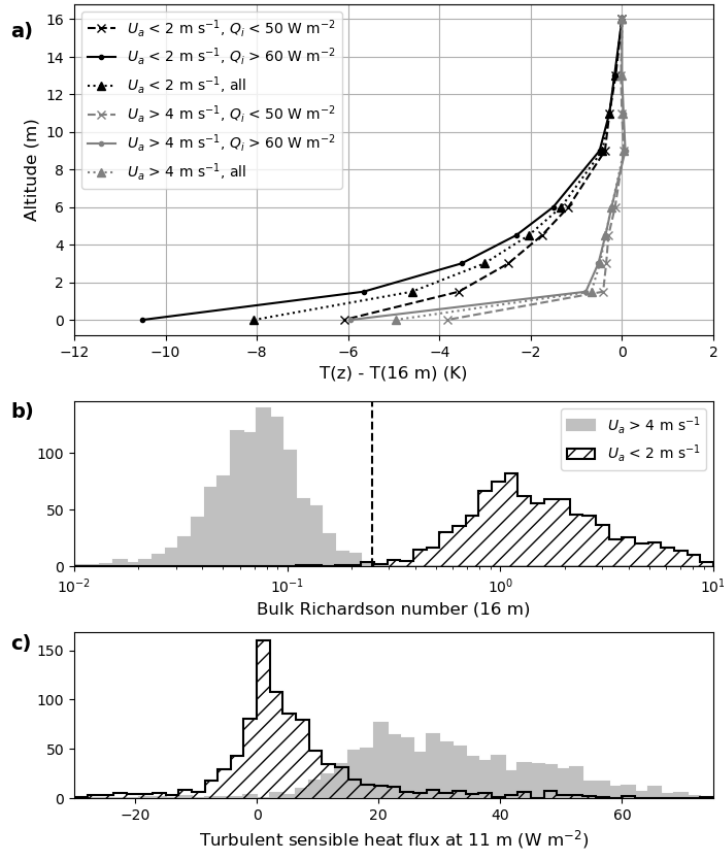 a)
16
14
12
10
8
6
4
2
0
Altitude (m)
U_a < 2 m s⁻¹, Q_i < 50 W m⁻²
U_a < 2 m s⁻¹, Q_i > 60 W m⁻²
U_a < 2 m s⁻¹, all
U_a > 4 m s⁻¹, Q_i < 50 W m⁻²
U_a > 4 m s⁻¹, Q_i > 60 W m⁻²
U_a > 4 m s⁻¹, all
−12 −10 −8 −6 −4 −2 0 2
T(z) - T(16 m) (K)
b)
100
50
0
U_a > 4 m s⁻¹
U_a < 2 m s⁻¹
10⁻² 10⁻¹ 10⁰ 10¹
Bulk Richardson number (16 m)
c)
150
100
50
0
−20 0 20 40 60
Turbulent sensible heat flux at 11 m (W m⁻²)